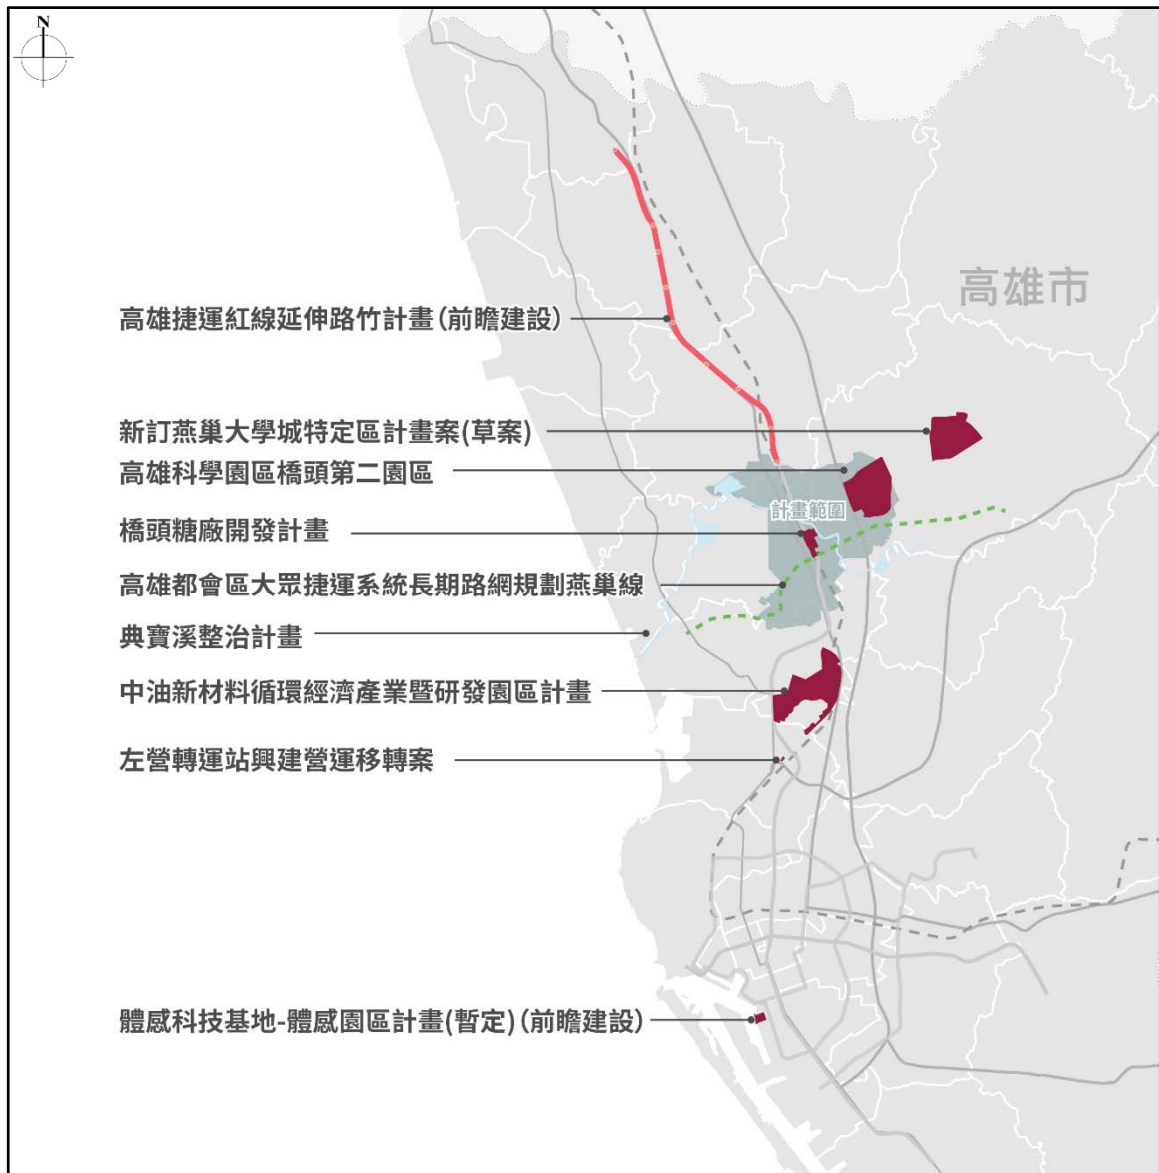 N
高雄市
高雄捷運紅線延伸路竹計畫(前瞻建設)
新訂燕巢大學城特定區計畫案(草案)
高雄科學園區橋頭第二園區
計畫範圍
橋頭糖廠開發計畫
高雄都會區大眾捷運系統長期路網規劃燕巢線
典寶溪整治計畫
中油新材料循環經濟產業暨研發園區計畫
左營轉運站興建營運移轉案
體感科技基地-體感園區計畫(暫定)(前瞻建設)